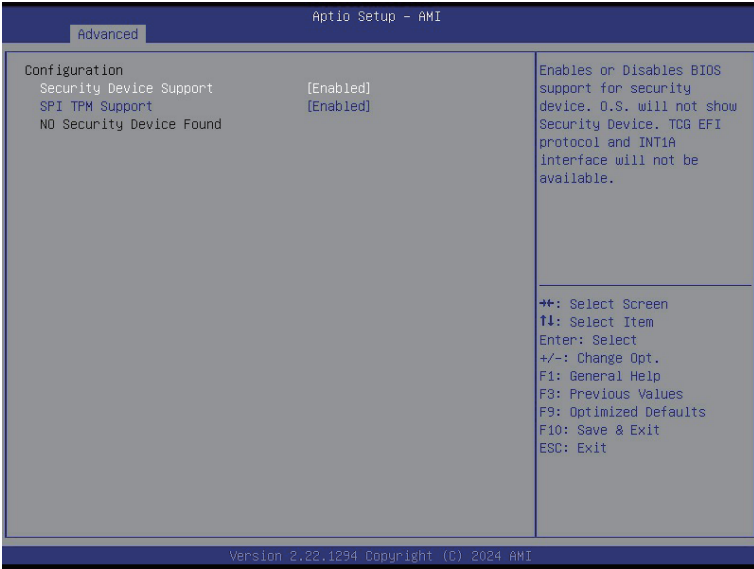 Aptio Setup - AMI
Advanced
Configuration
Security Device Support [Enabled]
SPI TPM Support [Enabled]
NO Security Device Found
Enables or Disables BIOS
support for security
device. O.S. will not show
Security Device. TCG EFI
protocol and INT1A
interface will not be
available.
→←: Select Screen
↑↓: Select Item
Enter: Select
+/-: Change Opt.
F1: General Help
F3: Previous Values
F9: Optimized Defaults
F10: Save & Exit
ESC: Exit
Version 2.22.1294 Copyright (C) 2024 AMI